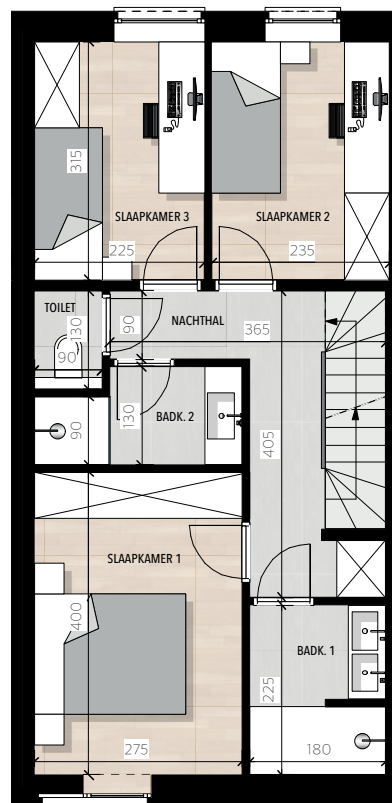 315
SLAAPKAMER 3
SLAAPKAMER 2
225
235
TOILET
130
90
NACHTHAL
365
90
90
130
BADK. 2
405
SLAAPKAMER 1
400
BADK. 1
225
275
180